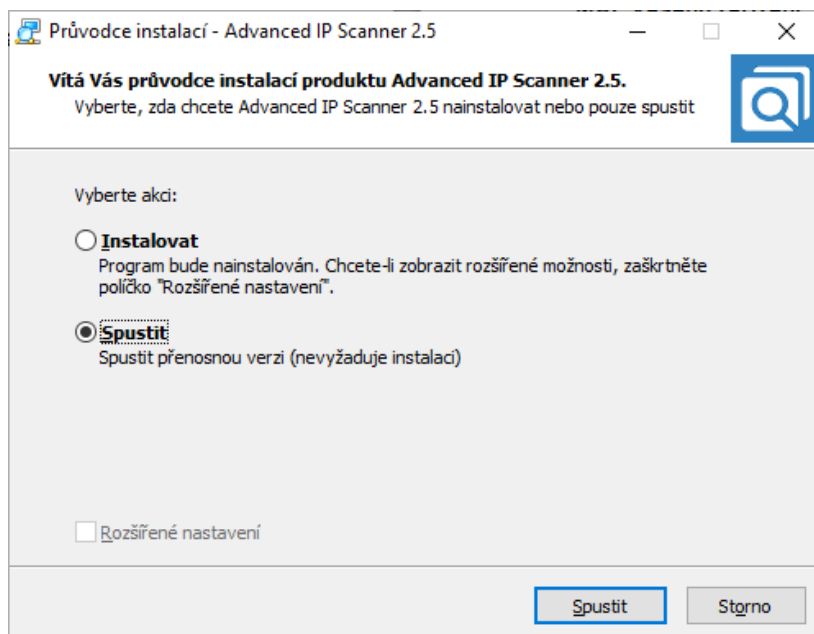 Průvodce instalací - Advanced IP Scanner 2.5
Vítá Vás průvodce instalací produktu Advanced IP Scanner 2.5.
Vyberte, zda chcete Advanced IP Scanner 2.5 nainstalovat nebo pouze spustit
Vyberte akci:
Instalovat
Program bude nainstalován. Chcete-li zobrazit rozšířené možnosti, zaškrtněte
políčko "Rozšířené nastavení".
Spustit
Spustit přenosnou verzi (nevyžaduje instalaci)
Rozšířené nastavení
Spustit
Storno